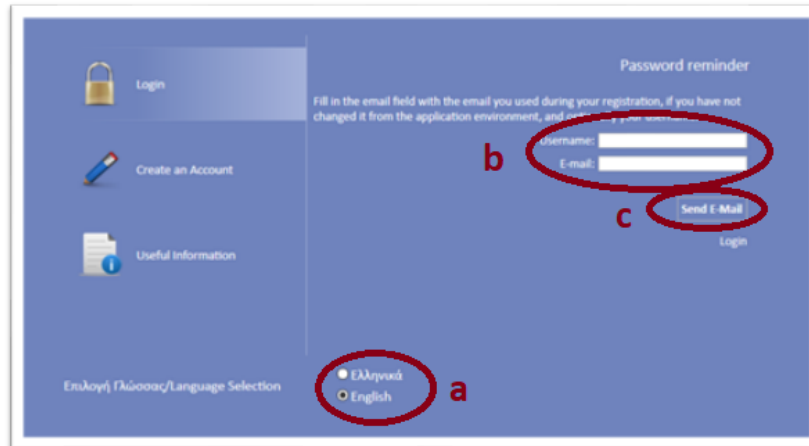 Login
Create an Account
Useful Information
Password reminder
Fill in the email field with the email you used during your registration, if you have not
changed it from the application environment, and
Username:
E-mail:
b
Send E-Mail
c
Login
Επιλογή Γλώσσας/Language Selection
Ελληνικά
English
a